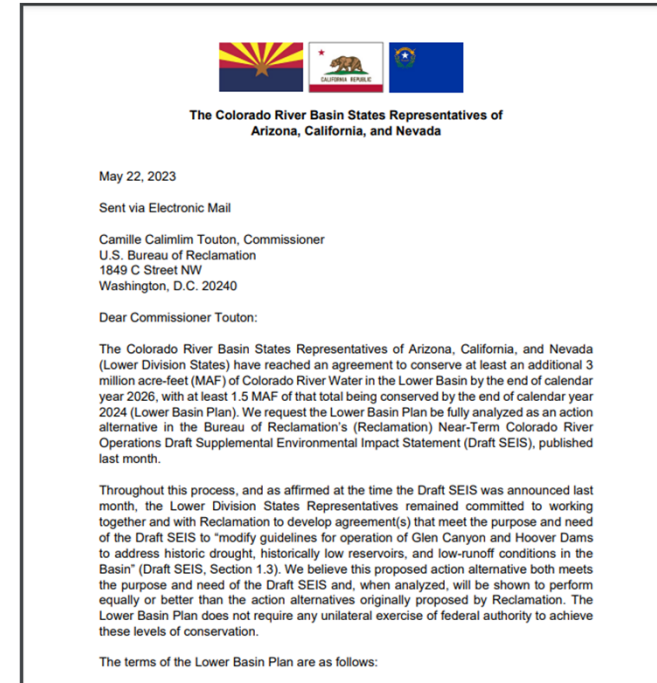 CALIFORNIA REPUBLIC
The Colorado River Basin States Representatives of
Arizona, California, and Nevada
May 22, 2023
Sent via Electronic Mail
Camille Calimlim Touton, Commissioner
U.S. Bureau of Reclamation
1849 C Street NW
Washington, D.C. 20240
Dear Commissioner Touton:
The Colorado River Basin States Representatives of Arizona, California, and Nevada
(Lower Division States) have reached an agreement to conserve at least an additional 3
million acre-feet (MAF) of Colorado River Water in the Lower Basin by the end of calendar
year 2026, with at least 1.5 MAF of that total being conserved by the end of calendar year
2024 (Lower Basin Plan). We request the Lower Basin Plan be fully analyzed as an action
alternative in the Bureau of Reclamation's (Reclamation) Near-Term Colorado River
Operations Draft Supplemental Environmental Impact Statement (Draft SEIS), published
last month.
Throughout this process, and as affirmed at the time the Draft SEIS was announced last
month, the Lower Division States Representatives remained committed to working
together and with Reclamation to develop agreement(s) that meet the purpose and need
of the Draft SEIS to “modify guidelines for operation of Glen Canyon and Hoover Dams
to address historic drought, historically low reservoirs, and low-runoff conditions in the
Basin” (Draft SEIS, Section 1.3). We believe this proposed action alternative both meets
the purpose and need of the Draft SEIS and, when analyzed, will be shown to perform
equally or better than the action alternatives originally proposed by Reclamation. The
Lower Basin Plan does not require any unilateral exercise of federal authority to achieve
these levels of conservation.
The terms of the Lower Basin Plan are as follows: